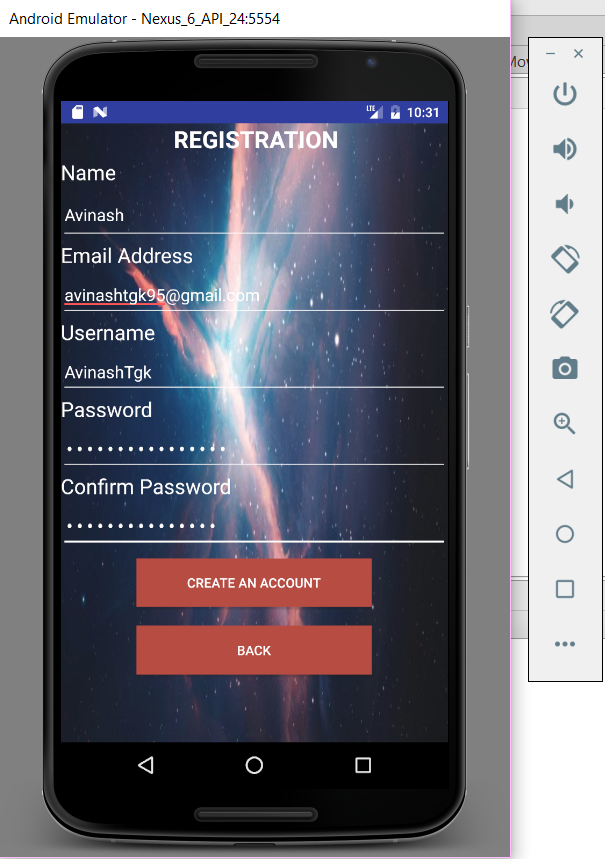 Android Emulator - Nexus_6_API_24:5554
Mov
LTE 10:31
REGISTRATION
Name
Avinash
Email Address
avinashtgk95@gmail.com
Username
AvinashTgk
Password
••••••••••••••••
Confirm Password
•••••••••••••••
CREATE AN ACCOUNT
BACK